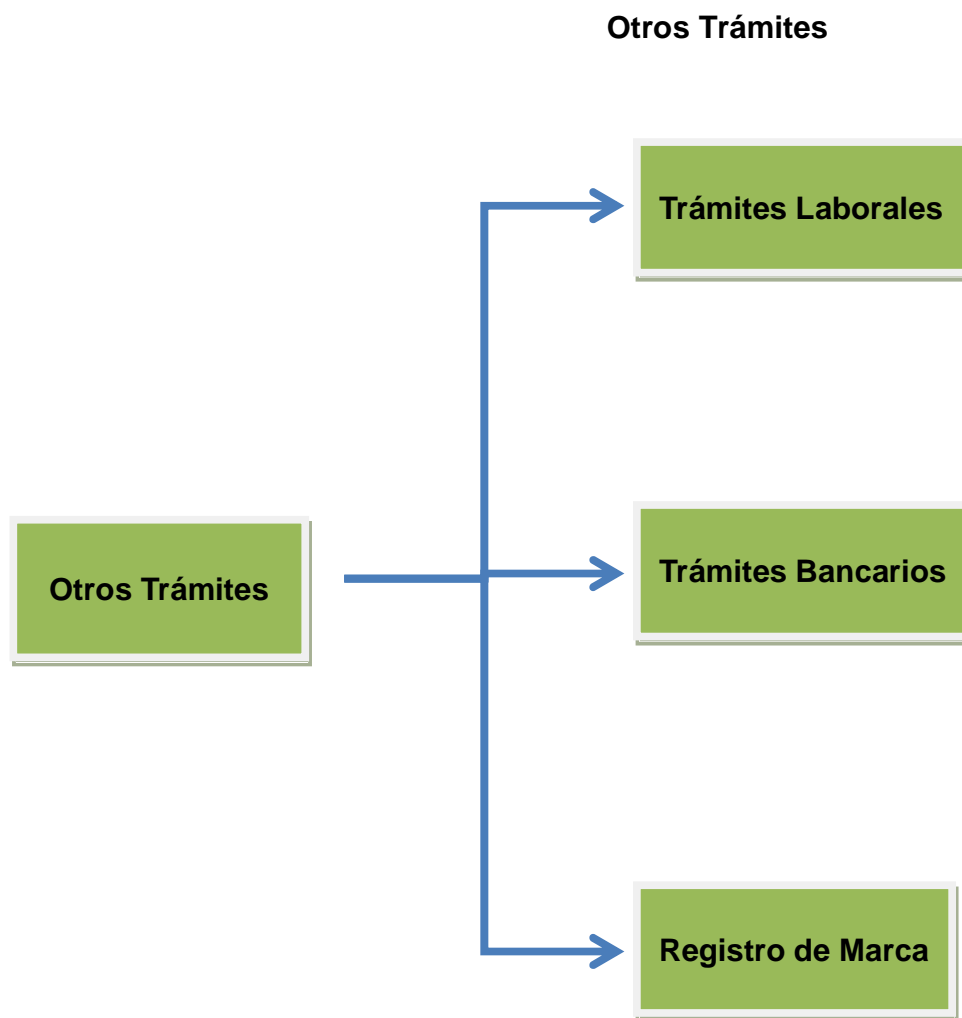 Otros Trámites
Trámites Laborales
Otros Trámites
Trámites Bancarios
Registro de Marca